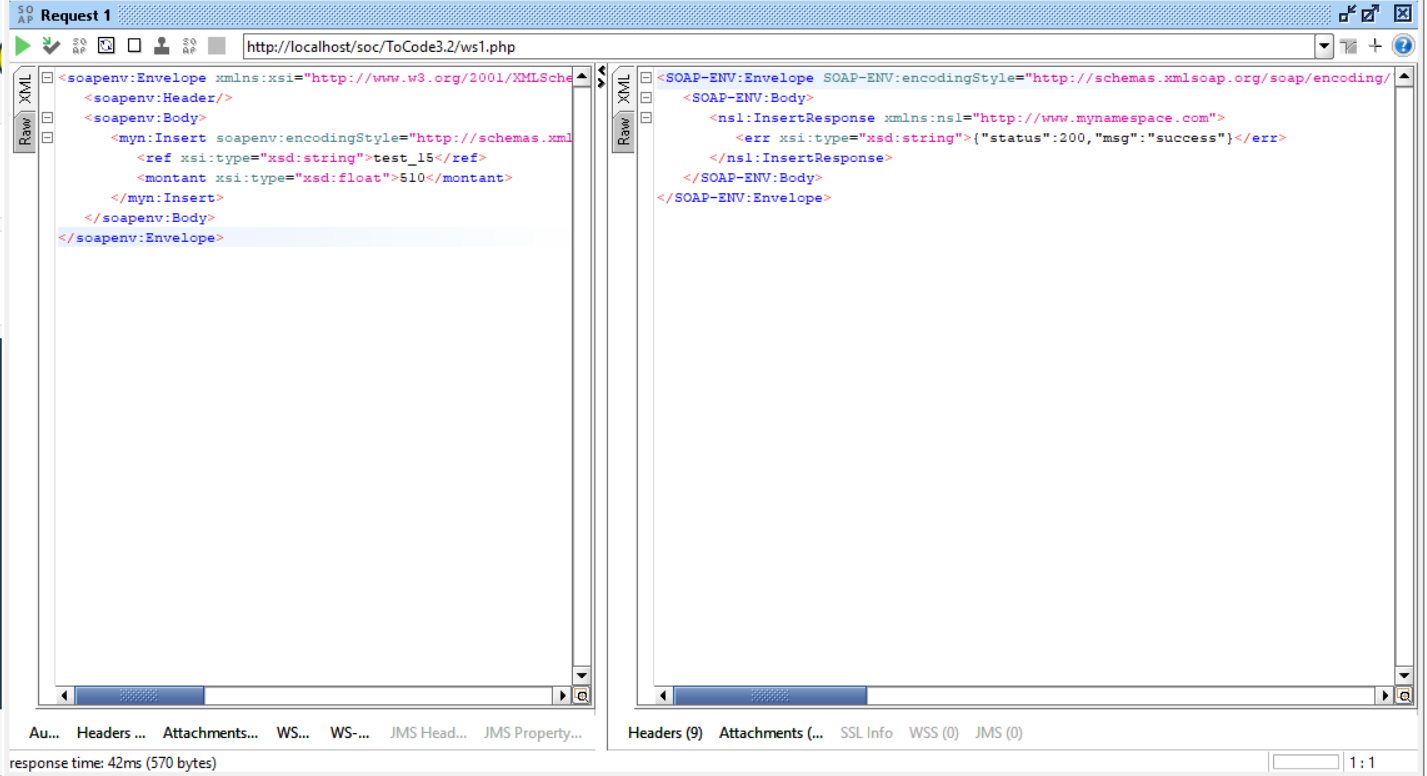 SO AP Request 1
SO AP SO AP http://localhost/soc/ToCode3.2/ws1.php
XML
Raw
<soapenv:Envelope xmlns:xsi="http://www.w3.org/2001/XMLSche
<soapenv:Header/>
<soapenv:Body>
<myn:Insert soapenv:encodingStyle="http://schemas.xml
<ref xsi:type="xsd:string">test_15</ref>
<montant xsi:type="xsd:float">510</montant>
</myn:Insert>
</soapenv:Body>
</soapenv:Envelope>
XML
Raw
<SOAP-ENV:Envelope SOAP-ENV:encodingStyle="http://schemas.xmlsoap.org/soap/encoding/"
<SOAP-ENV:Body>
<ns1:InsertResponse xmlns:ns1="http://www.mynamespace.com">
<err xsi:type="xsd:string">{"status":200,"msg":"success"}</err>
</ns1:InsertResponse>
</SOAP-ENV:Body>
</SOAP-ENV:Envelope>
Au... Headers ... Attachments... WS... WS-... JMS Head... JMS Property...
Headers (9) Attachments (... SSL Info WSS (0) JMS (0)
response time: 42ms (570 bytes)
1 : 1